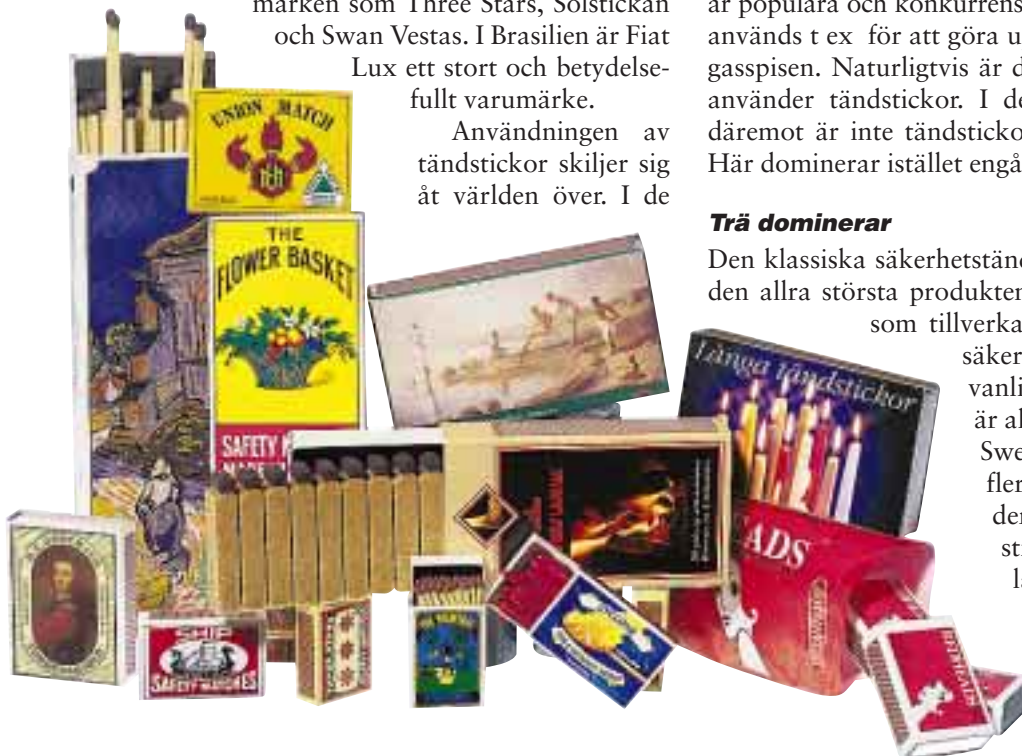 märken som Three Stars, Solstickan
och Swan Vestas. I Brasilien är Fiat
Lux ett stort och betydelse-
fullt varumärke.
Användningen av
tändstickor skiljer sig
åt världen över. I de
är populära och konkurrens
används t ex för att göra u
gasspisen. Naturligtvis är d
använder tändstickor. I de
däremot är inte tändsticko
Här dominerar istället engå
Trä dominerar
Den klassiska säkerhetständ
den allra största produkten
som tillverka
säker
vanli
är al
Swe
fler
der
sti
UNION MATCH
THE
FLOWER BASKET
SAFETY
Långa tändstickor
ADS
SHIP
SAFETY MATCHES